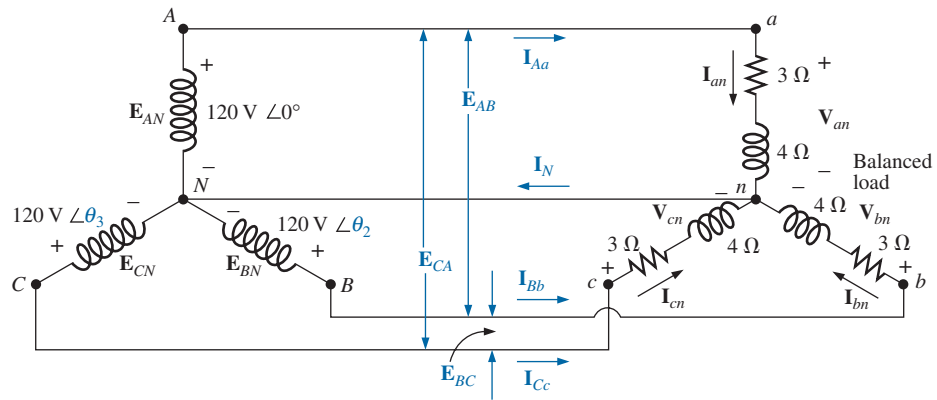 A
a
I_Aa
+
E_AN
120 V ∠0°
−
E_AB
I_an
3 Ω
+
V_an
4 Ω
−
Balanced
load
I_N
N
n
120 V ∠θ_3
−
+
E_CN
C
−
120 V ∠θ_2
+
E_BN
B
E_CA
V_cn
−
4 Ω
3 Ω
+
c
I_cn
−
4 Ω
V_bn
3 Ω
+
b
I_bn
I_Bb
E_BC
I_Cc